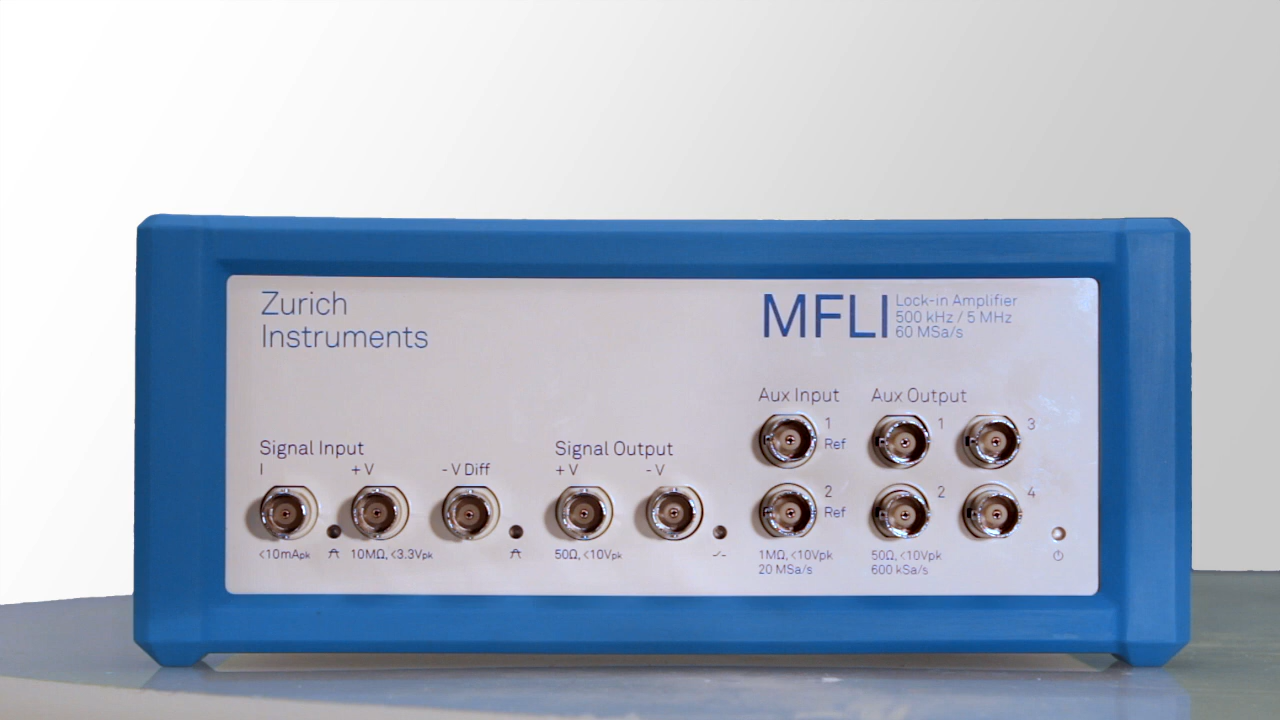 Zurich
Instruments
MFLI
Lock-in Amplifier
500 kHz / 5 MHz
60 MSa/s
Signal Input
I
+ V
- V Diff
<10mApk
10MΩ, <3.3Vpk
Signal Output
+ V
- V
50Ω, <10Vpk
Aux Input
1
Ref
2
Ref
1MΩ, <10Vpk
20 MSa/s
Aux Output
1
3
2
4
50Ω, <10Vpk
600 kSa/s